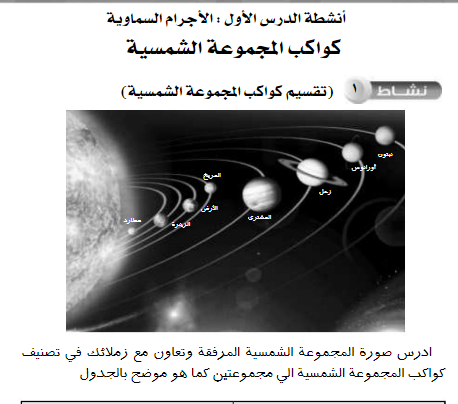 أنشطة الدرس الأول : الأجرام السماوية
كواكب المجموعة الشمسية
نشاط ١ (تقسيم كواكب المجموعة الشمسية)
نبتون
أورانوس
زحل
المشترى
المريخ
الأرض
الزهرة
عطارد
ادرس صورة المجموعة الشمسية المرفقة وتعاون مع زملائك في تصنيف
كواكب المجموعة الشمسية الي مجموعتين كما هو موضح بالجدول